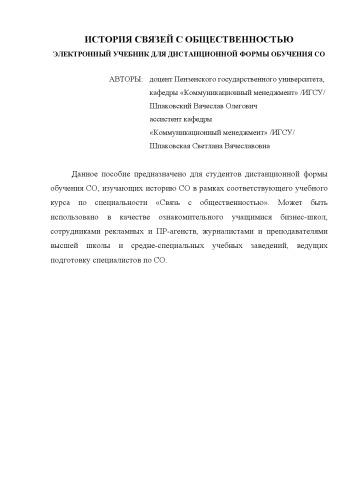 ИСТОРИЯ СВЯЗЕЙ С ОБЩЕСТВЕННОСТЬЮ
ЭЛЕКТРОННЫЙ УЧЕБНИК ДЛЯ ДИСТАНЦИОННОЙ ФОРМЫ ОБУЧЕНИЯ СО
АВТОРЫ: доцент Пензенского государственного университета,
кафедры «Коммуникационный менеджмент» /ИГСУ/
Шпаковский Вячеслав Олегович
ассистент кафедры
«Коммуникационный менеджмент» /ИГСУ/
Шпаковская Светлана Вячеславовна
Данное пособие предназначено для студентов дистанционной формы
обучения СО, изучающих историю СО в рамках соответствующего учебного
курса по специальности «Связь с общественностью». Может быть
использовано в качестве ознакомительного учащимися бизнес-школ,
сотрудниками рекламных и ПР-агенств, журналистами и преподавателями
высшей школы и средне-специальных учебных заведений, ведущих
подготовку специалистов по СО.